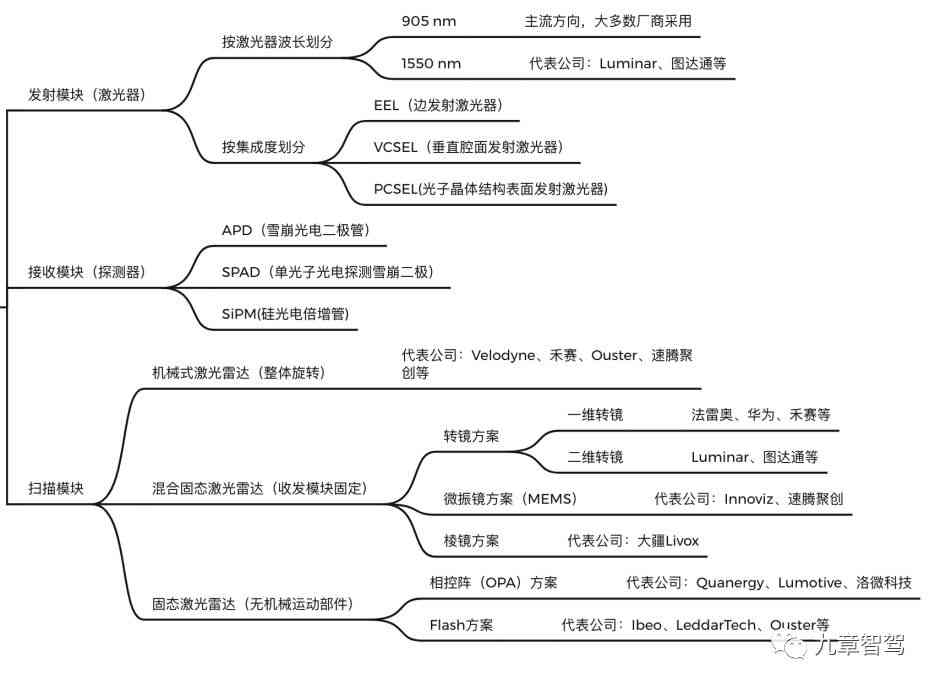 905 nm 主流方向，大多数厂商采用
按激光器波长划分
1550 nm 代表公司：Luminar、图达通等
发射模块（激光器）
EEL（边发射激光器）
按集成度划分 VCSEL（垂直腔面发射激光器）
PCSEL(光子晶体结构表面发射激光器)
APD（雪崩光电二极管）
接收模块（探测器） SPAD（单光子光电探测雪崩二极）
SiPM(硅光电倍增管)
代表公司：Velodyne、禾赛、Ouster、速腾聚
创等
机械式激光雷达（整体旋转）
一维转镜 法雷奥、华为、禾赛等
转镜方案
二维转镜 Luminar、图达通等
扫描模块 混合固态激光雷达（收发模块固定）
微振镜方案（MEMS） 代表公司：Innoviz、速腾聚创
棱镜方案 代表公司：大疆Livox
相控阵（OPA）方案 代表公司：Quanergy、Lumotive、洛微科技
固态激光雷达（无机械运动部件）
Flash方案 代表公司：Ibeo、LeddarTech、Ouster等
九章智驾